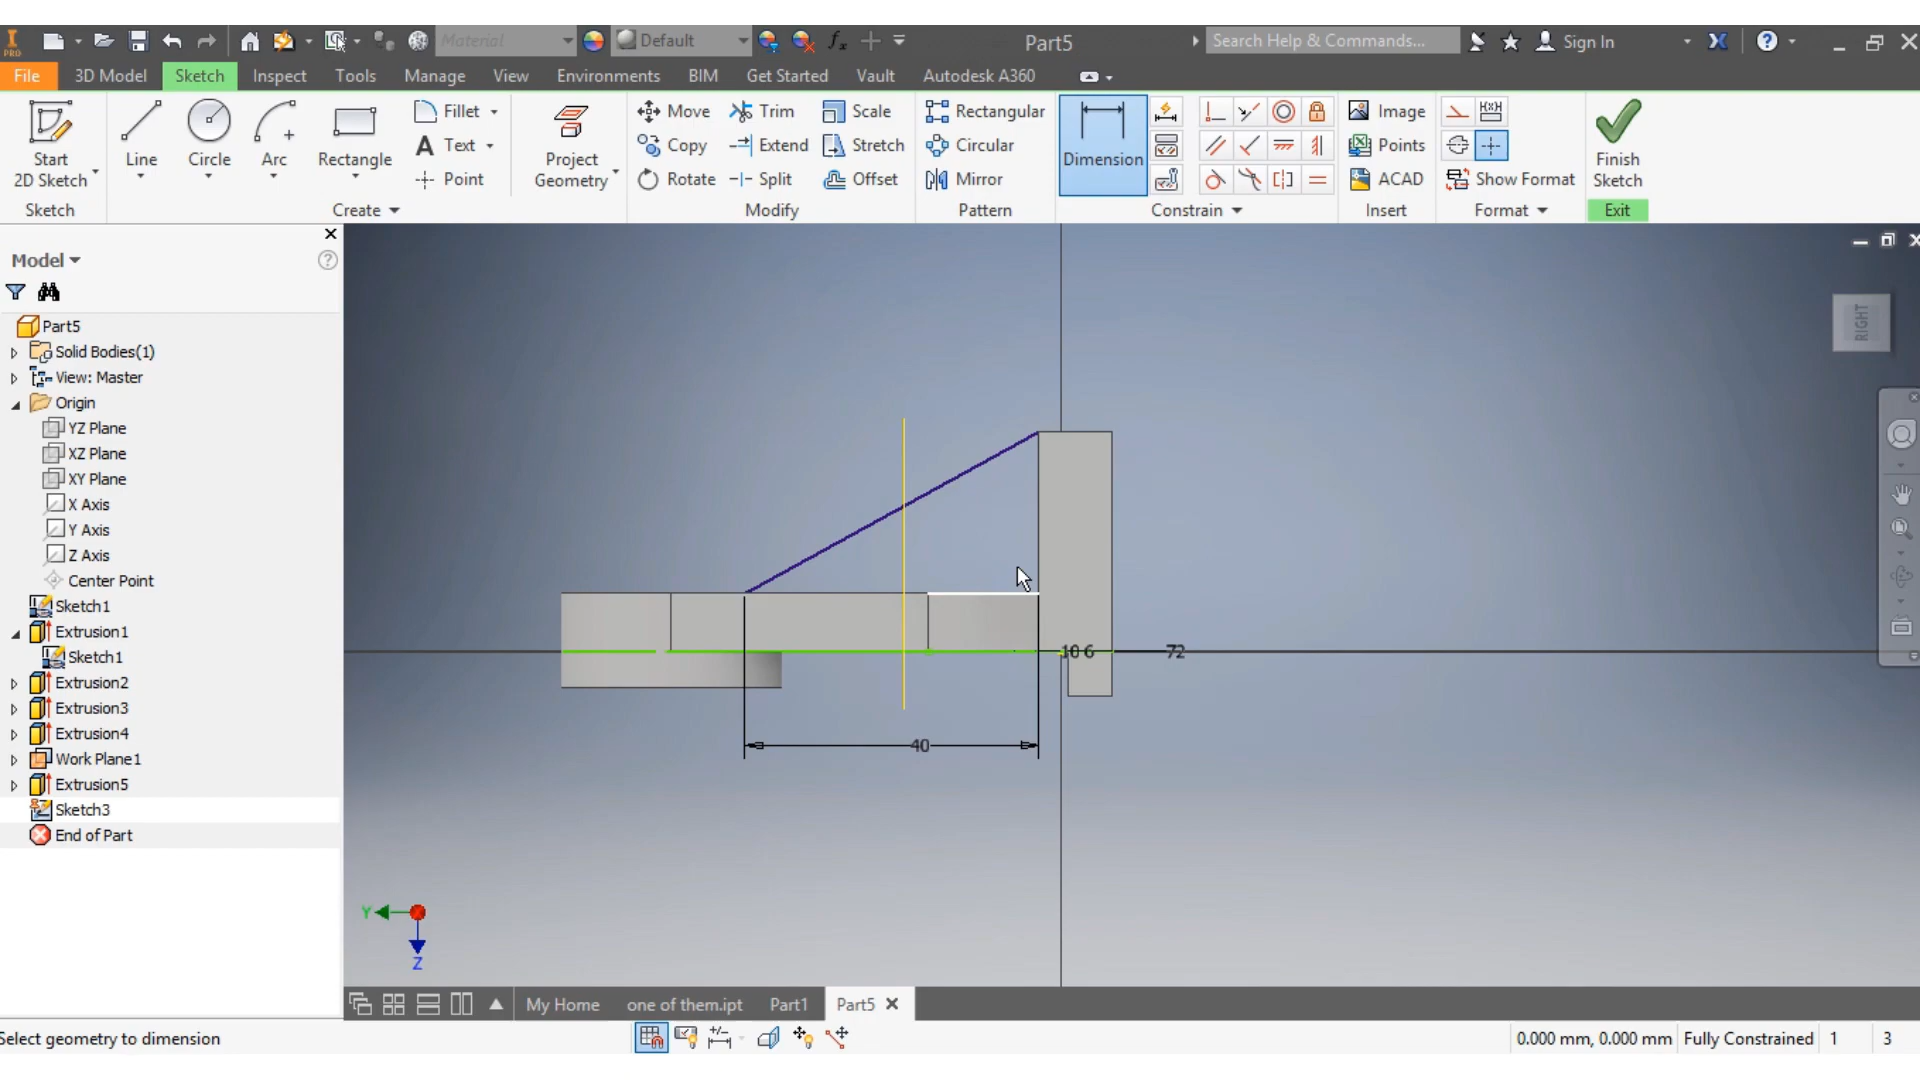 PRO
Material
Default
fx
Part5
Search Help & Commands...
Sign In
File
3D Model
Sketch
Inspect
Tools
Manage
View
Environments
BIM
Get Started
Vault
Autodesk A360
Start
2D Sketch
Line
Circle
Arc
Rectangle
Fillet
Text
Point
Project
Geometry
Move
Copy
Rotate
Trim
Extend
Split
Scale
Stretch
Offset
Rectangular
Circular
Mirror
Dimension
Image
Points
ACAD
Show Format
Finish
Sketch
Sketch
Create
Modify
Pattern
Constrain
Insert
Format
Exit
Model
Part5
Solid Bodies(1)
View: Master
Origin
YZ Plane
XZ Plane
XY Plane
X Axis
Y Axis
Z Axis
Center Point
Sketch1
Extrusion1
Sketch1
Extrusion2
Extrusion3
Extrusion4
Work Plane1
Extrusion5
Sketch3
End of Part
RIGHT
72
40
Y
Z
My Home
one of them.ipt
Part1
Part5
Select geometry to dimension
0.000 mm, 0.000 mm
Fully Constrained
1
3